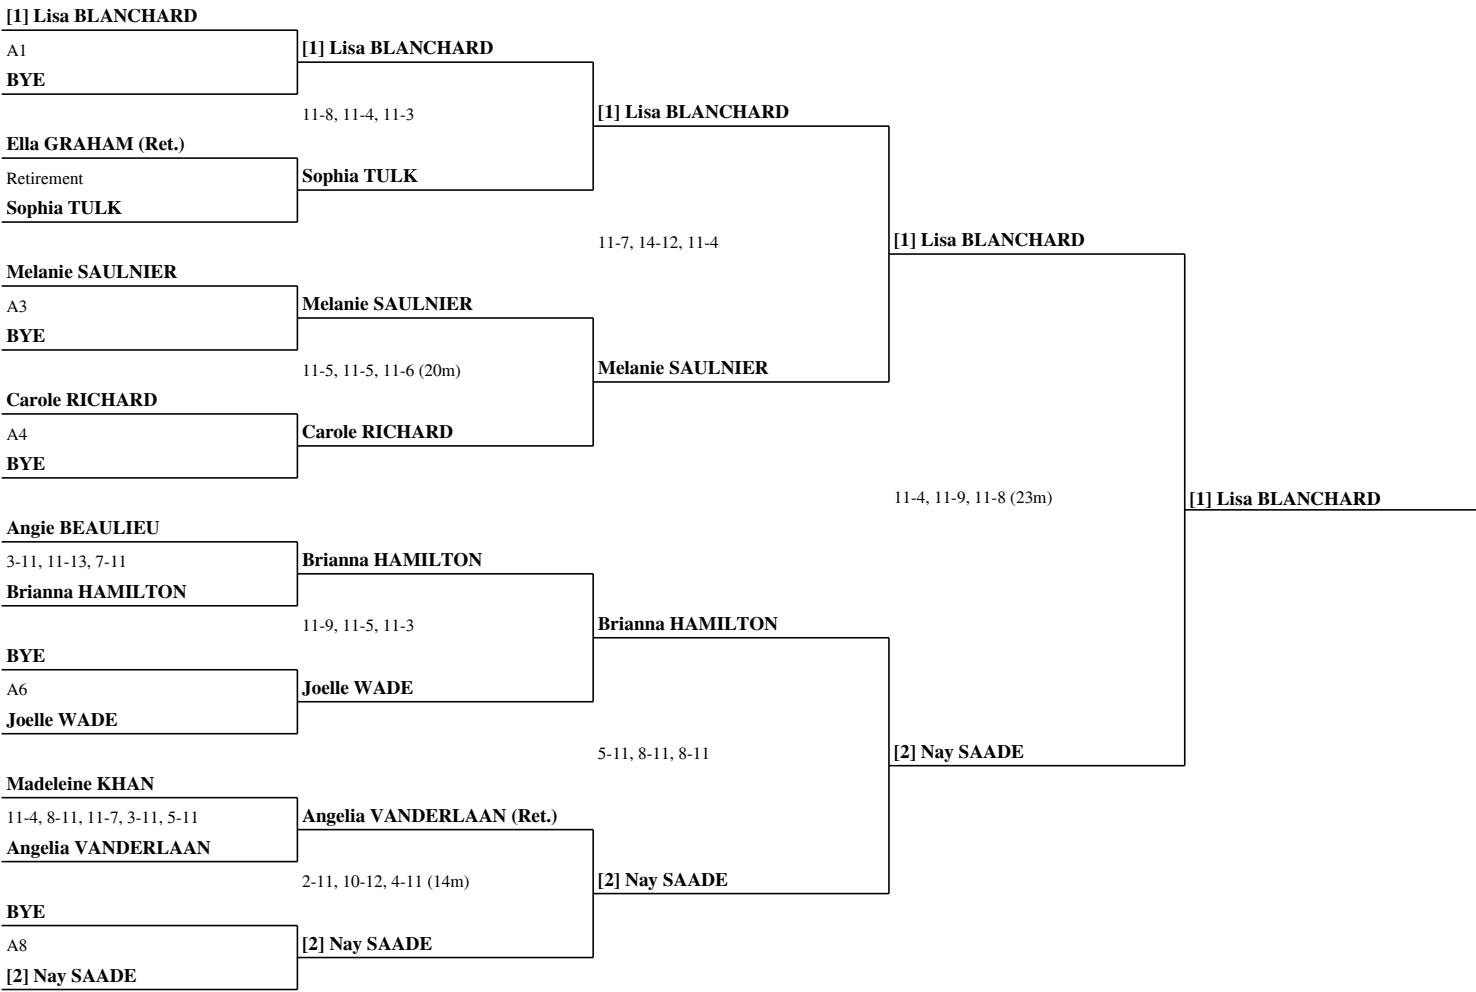 [1] Lisa BLANCHARD
A1
BYE
Ella GRAHAM (Ret.)
Retirement
Sophia TULK
Melanie SAULNIER
A3
BYE
Carole RICHARD
A4
BYE
Angie BEAULIEU
3-11, 11-13, 7-11
Brianna HAMILTON
BYE
A6
Joelle WADE
Madeleine KHAN
11-4, 8-11, 11-7, 3-11, 5-11
Angelia VANDERLAAN
BYE
A8
[2] Nay SAADE
[1] Lisa BLANCHARD
11-8, 11-4, 11-3
Sophia TULK
Melanie SAULNIER
11-5, 11-5, 11-6 (20m)
Carole RICHARD
Brianna HAMILTON
11-9, 11-5, 11-3
Joelle WADE
Angelia VANDERLAAN (Ret.)
2-11, 10-12, 4-11 (14m)
[2] Nay SAADE
[1] Lisa BLANCHARD
11-7, 14-12, 11-4
Melanie SAULNIER
Brianna HAMILTON
5-11, 8-11, 8-11
[2] Nay SAADE
[1] Lisa BLANCHARD
11-4, 11-9, 11-8 (23m)
[2] Nay SAADE
[1] Lisa BLANCHARD